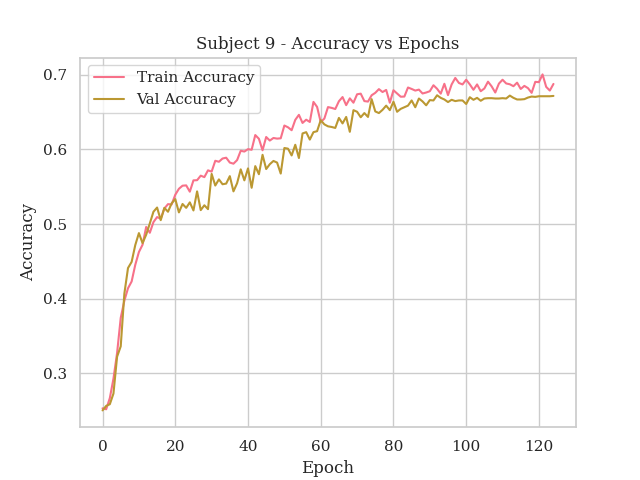 Subject 9 - Accuracy vs Epochs
Train Accuracy
Val Accuracy
0.7
0.6
0.5
0.4
0.3
Accuracy
0 20 40 60 80 100 120
Epoch